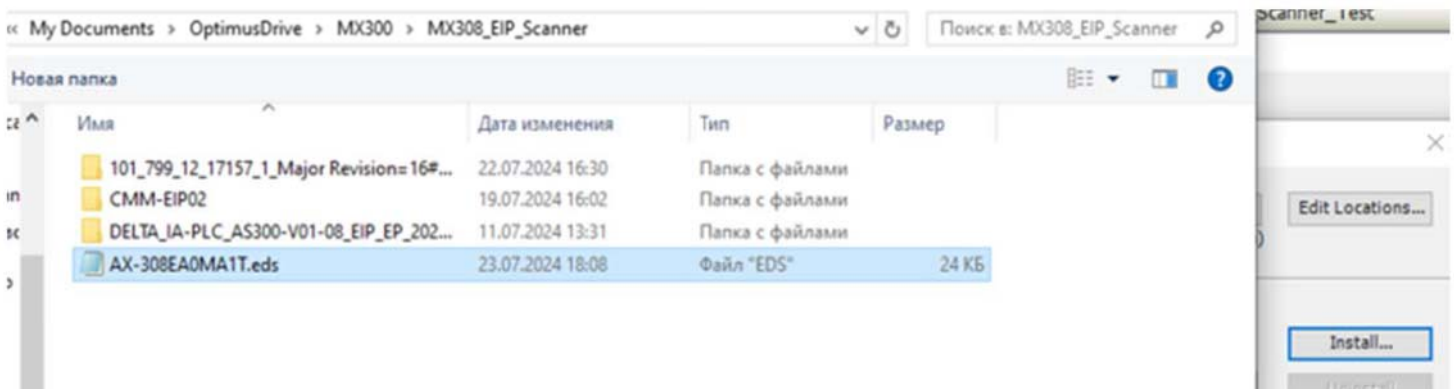 « My Documents > OptimusDrive > MX300 > MX308_EIP_Scanner
Поиск в: MX308_EIP_Scanner
Scanner_Test
Новая папка
Имя Дата изменения Тип Размер
101_799_12_17157_1_Major Revision=16#... 22.07.2024 16:30 Папка с файлами
CMM-EIP02 19.07.2024 16:02 Папка с файлами
Edit Locations...
DELTA_IA-PLC_AS300-V01-08_EIP_EP_202... 11.07.2024 13:31 Папка с файлами
AX-308EA0MA1T.eds 23.07.2024 18:08 Файл "EDS" 24 КБ
Install...
Uninstall